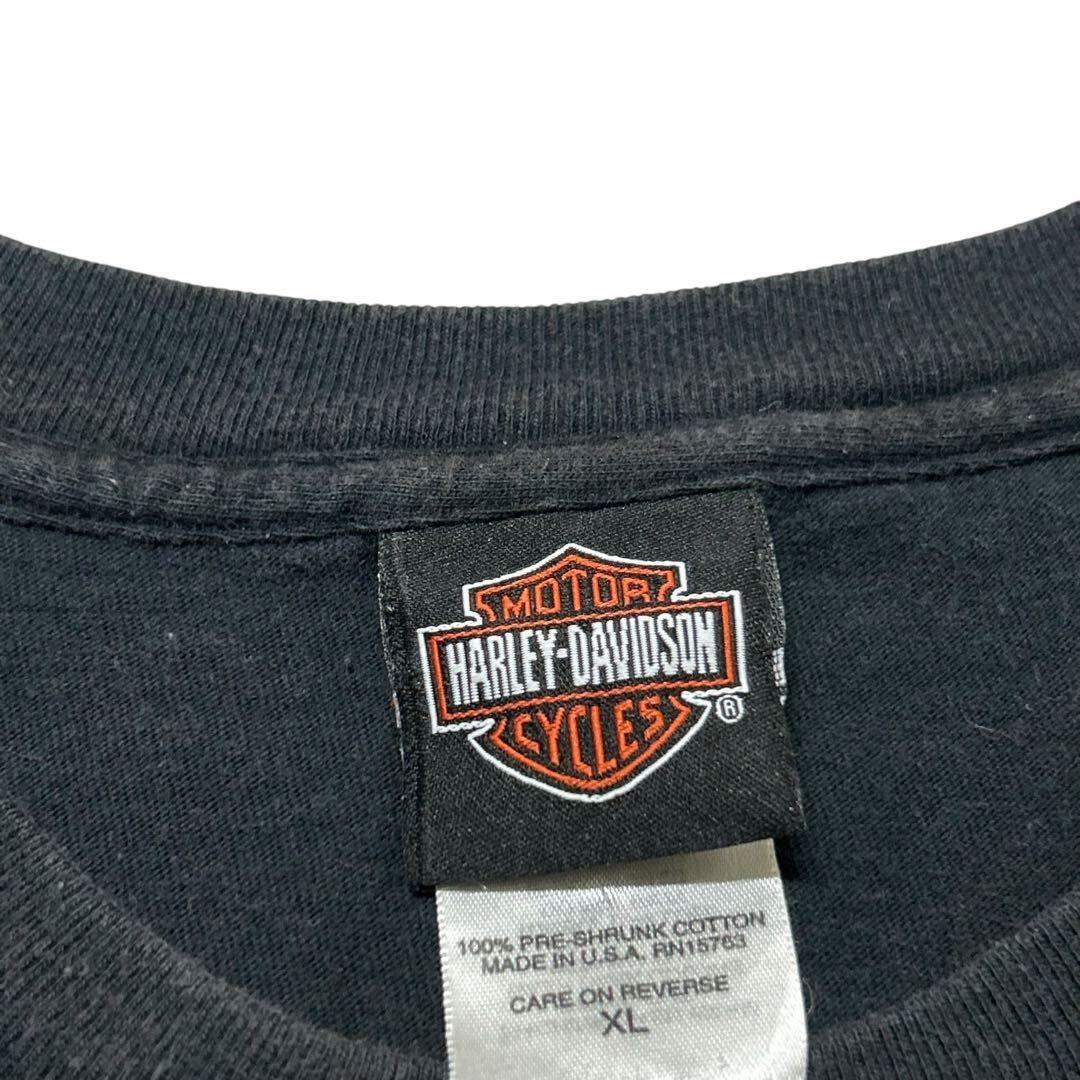 MOTOR
HARLEY-DAVIDSON
CYCLES
®
100% PRE-SHRUNK COTTON
MADE IN U.S.A. RN15763
CARE ON REVERSE
XL